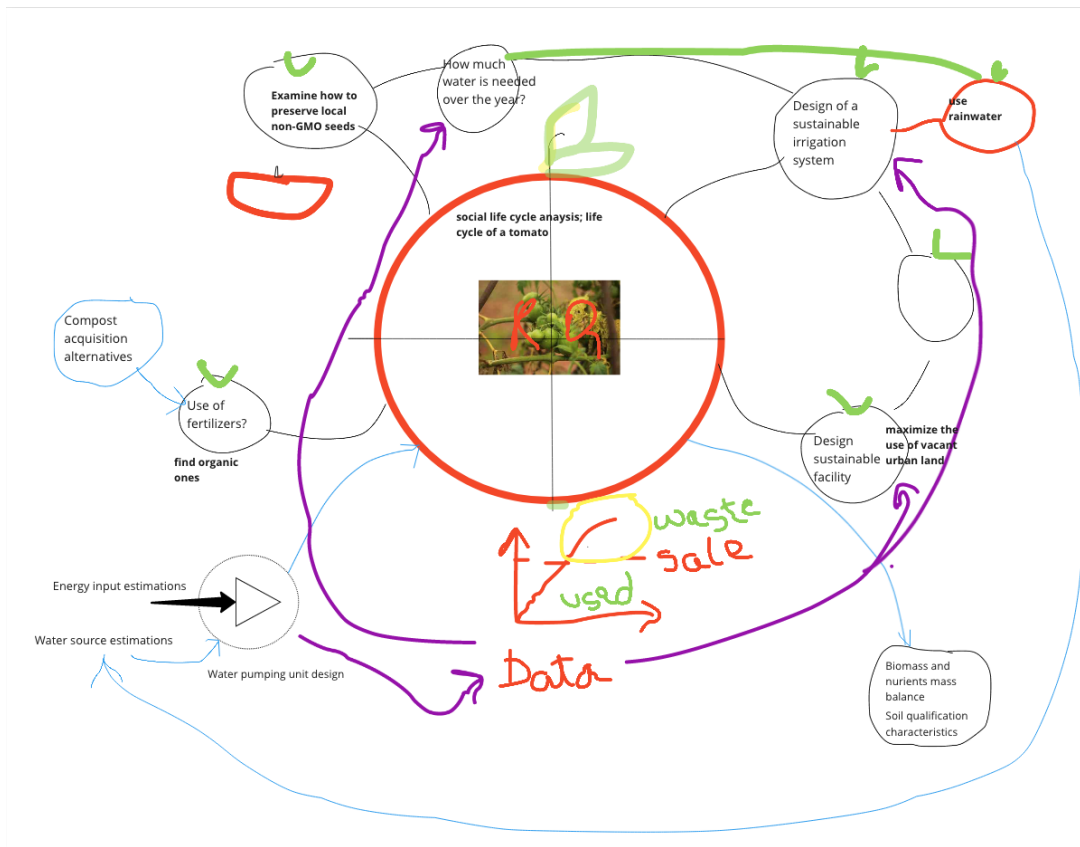 How much
water is needed
over the year?
Examine how to
preserve local
non-GMO seeds
Design of a
sustainable
irrigation
system
use
rainwater
social life cycle anaysis; life
cycle of a tomato
R R
Compost
acquisition
alternatives
Use of
fertilizers?
find organic
ones
Design
sustainable
facility
maximize the
use of vacant
urban land
waste
sale
used
Energy input estimations
Water source estimations
Water pumping unit design
Data
Biomass and
nurients mass
balance
Soil qualification
characteristics